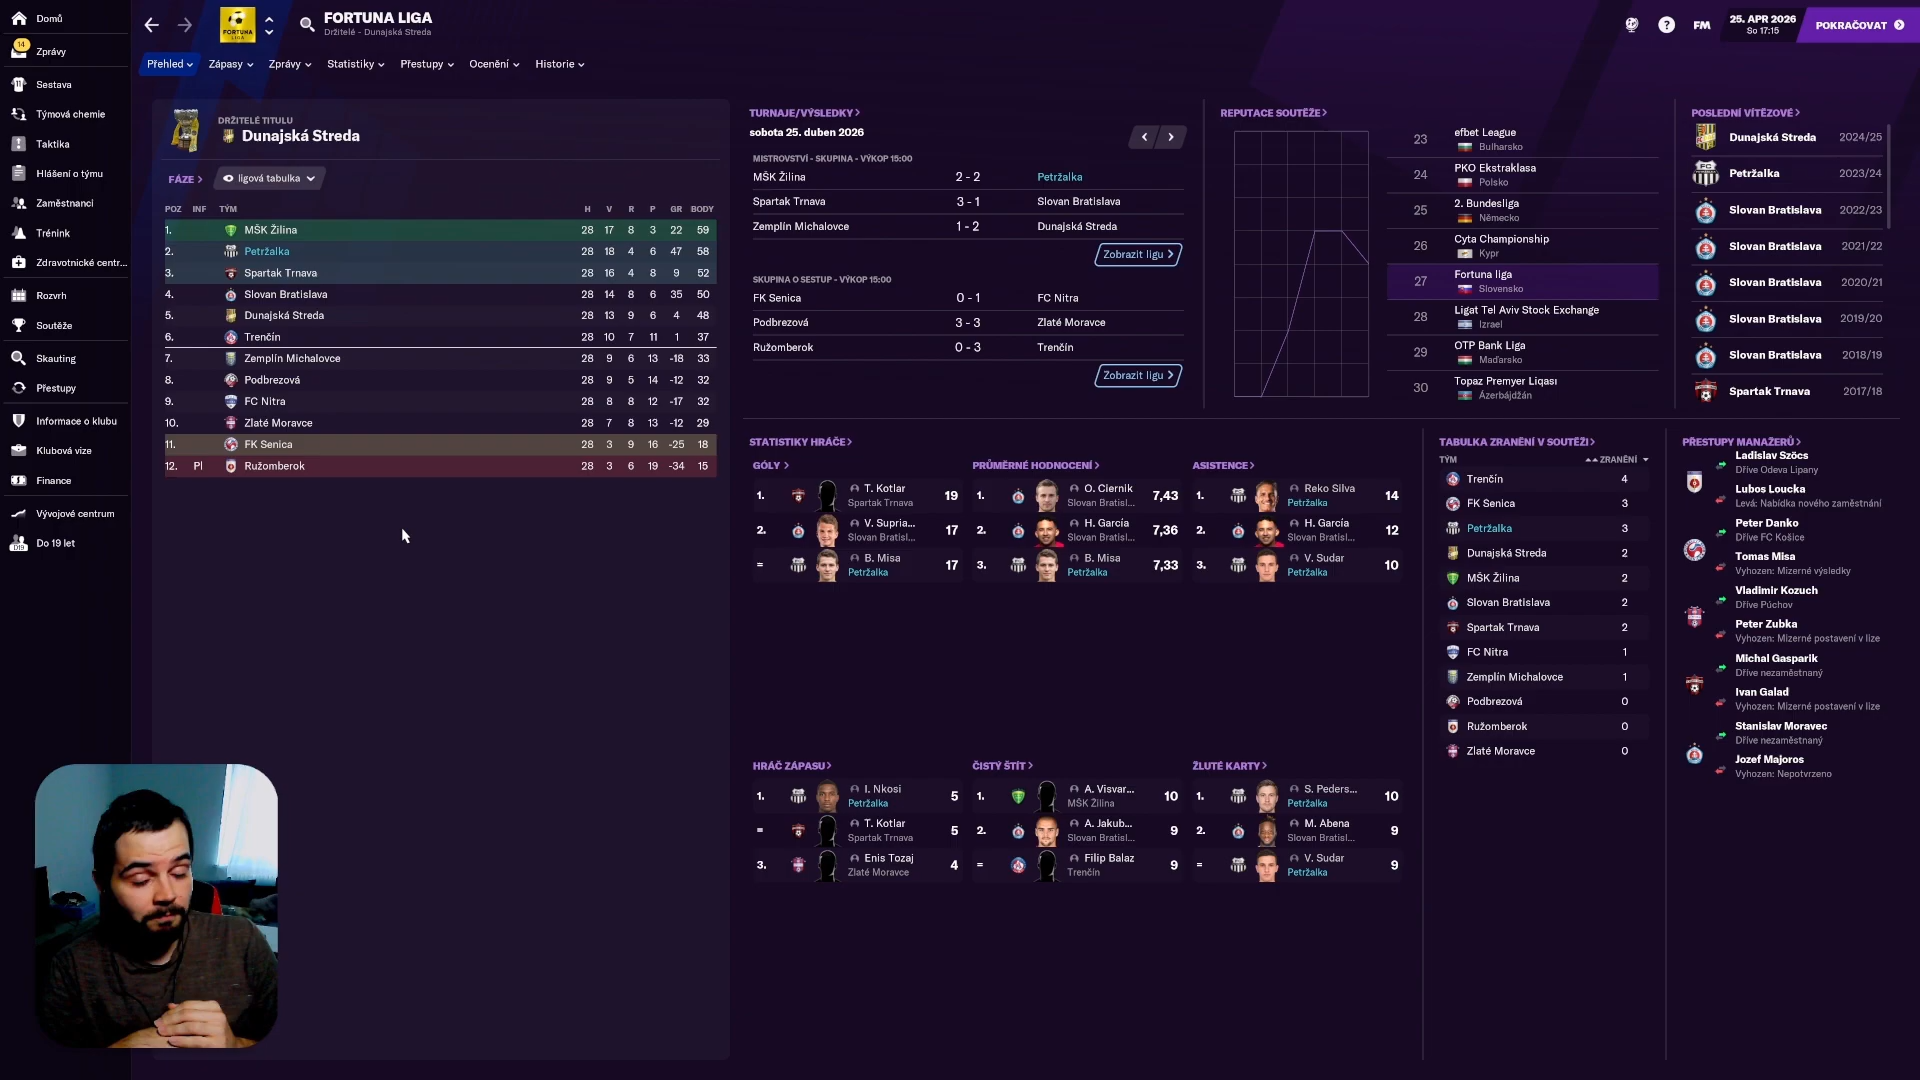 Domů
14
Zprávy
Sestava
Týmová chemie
Taktika
Hlášení o týmu
Zaměstnanci
Trénink
Zdravotnické centr...
Rozvrh
Soutěže
Skauting
Přestupy
Informace o klubu
Klubová vize
Finance
Vývojové centrum
Do 19 let
FORTUNA LIGA
Držitelé - Dunajská Streda
FM
25. APR 2026
So 17:15
POKRAČOVAT
Přehled
Zápasy
Zprávy
Statistiky
Přestupy
Ocenění
Historie
DRŽITELÉ TITULU
Dunajská Streda
FÁZE
ligová tabulka
POZ INF TÝM H V R P GR BODY
1. MŠK Žilina 28 17 8 3 22 59
2. Petržalka 28 18 4 6 47 58
3. Spartak Trnava 28 16 4 8 9 52
4. Slovan Bratislava 28 14 8 6 35 50
5. Dunajská Streda 28 13 9 6 4 48
6. Trenčín 28 10 7 11 1 37
7. Zemplín Michalovce 28 9 6 13 -18 33
8. Podbrezová 28 9 5 14 -12 32
9. FC Nitra 28 8 8 12 -17 32
10. Zlaté Moravce 28 7 8 13 -12 29
11. FK Senica 28 3 9 16 -25 18
12. Pl Ružomberok 28 3 6 19 -34 15
TURNAJE/VÝSLEDKY
sobota 25. duben 2026
MISTROVSTVÍ - SKUPINA - VÝKOP 15:00
MŠK Žilina 2 - 2 Petržalka
Spartak Trnava 3 - 1 Slovan Bratislava
Zemplín Michalovce 1 - 2 Dunajská Streda
Zobrazit ligu
SKUPINA O SESTUP - VÝKOP 15:00
FK Senica 0 - 1 FC Nitra
Podbrezová 3 - 3 Zlaté Moravce
Ružomberok 0 - 3 Trenčín
Zobrazit ligu
REPUTACE SOUTĚŽE
23 efbet League
Bulharsko
24 PKO Ekstraklasa
Polsko
25 2. Bundesliga
Německo
26 Cyta Championship
Kypr
27 Fortuna liga
Slovensko
28 Ligat Tel Aviv Stock Exchange
Izrael
29 OTP Bank Liga
Maďarsko
30 Topaz Premyer Liqası
Ázerbájdžán
POSLEDNÍ VÍTĚZOVÉ
Dunajská Streda 2024/25
Petržalka 2023/24
Slovan Bratislava 2022/23
Slovan Bratislava 2021/22
Slovan Bratislava 2020/21
Slovan Bratislava 2019/20
Slovan Bratislava 2018/19
Spartak Trnava 2017/18
STATISTIKY HRÁČE
GÓLY
1. T. Kotlar 19
Spartak Trnava
2. V. Supria... 17
Slovan Bratisl...
= B. Misa 17
Petržalka
PRŮMĚRNÉ HODNOCENÍ
1. O. Ciernik 7,43
Slovan Bratisl...
2. H. García 7,36
Slovan Bratisl...
3. B. Misa 7,33
Petržalka
ASISTENCE
1. Reko Silva 14
Petržalka
2. H. García 12
Slovan Bratisl...
3. V. Sudar 10
Petržalka
HRÁČ ZÁPASU
1. I. Nkosi 5
Petržalka
= T. Kotlar 5
Spartak Trnava
3. Enis Tozaj 4
Zlaté Moravce
ČISTÝ ŠTÍT
1. A. Visvar... 10
MŠK Žilina
2. A. Jakub... 9
Slovan Bratisl...
= Filip Balaz 9
Trenčín
ŽLUTÉ KARTY
1. S. Peders... 10
Petržalka
2. M. Abena 9
Slovan Bratisl...
= V. Sudar 9
Petržalka
TABULKA ZRANĚNÍ V SOUTĚŽI
TÝM ZRANĚNÍ
Trenčín 4
FK Senica 3
Petržalka 3
Dunajská Streda 2
MŠK Žilina 2
Slovan Bratislava 2
Spartak Trnava 2
FC Nitra 1
Zemplín Michalovce 1
Podbrezová 0
Ružomberok 0
Zlaté Moravce 0
PŘESTUPY MANAŽERŮ
Ladislav Szöcs
Dříve Odeva Lipany
Lubos Loucka
Levá: Nabídka nového zaměstnání
Peter Danko
Dříve FC Košice
Tomas Misa
Vyhozen: Mizerné výsledky
Vladimir Kozuch
Dříve Púchov
Peter Zubka
Vyhozen: Mizerné postavení v lize
Michal Gasparik
Dříve nezaměstnaný
Ivan Galad
Vyhozen: Mizerné postavení v lize
Stanislav Moravec
Dříve nezaměstnaný
Jozef Majoros
Vyhozen: Nepotvrzeno